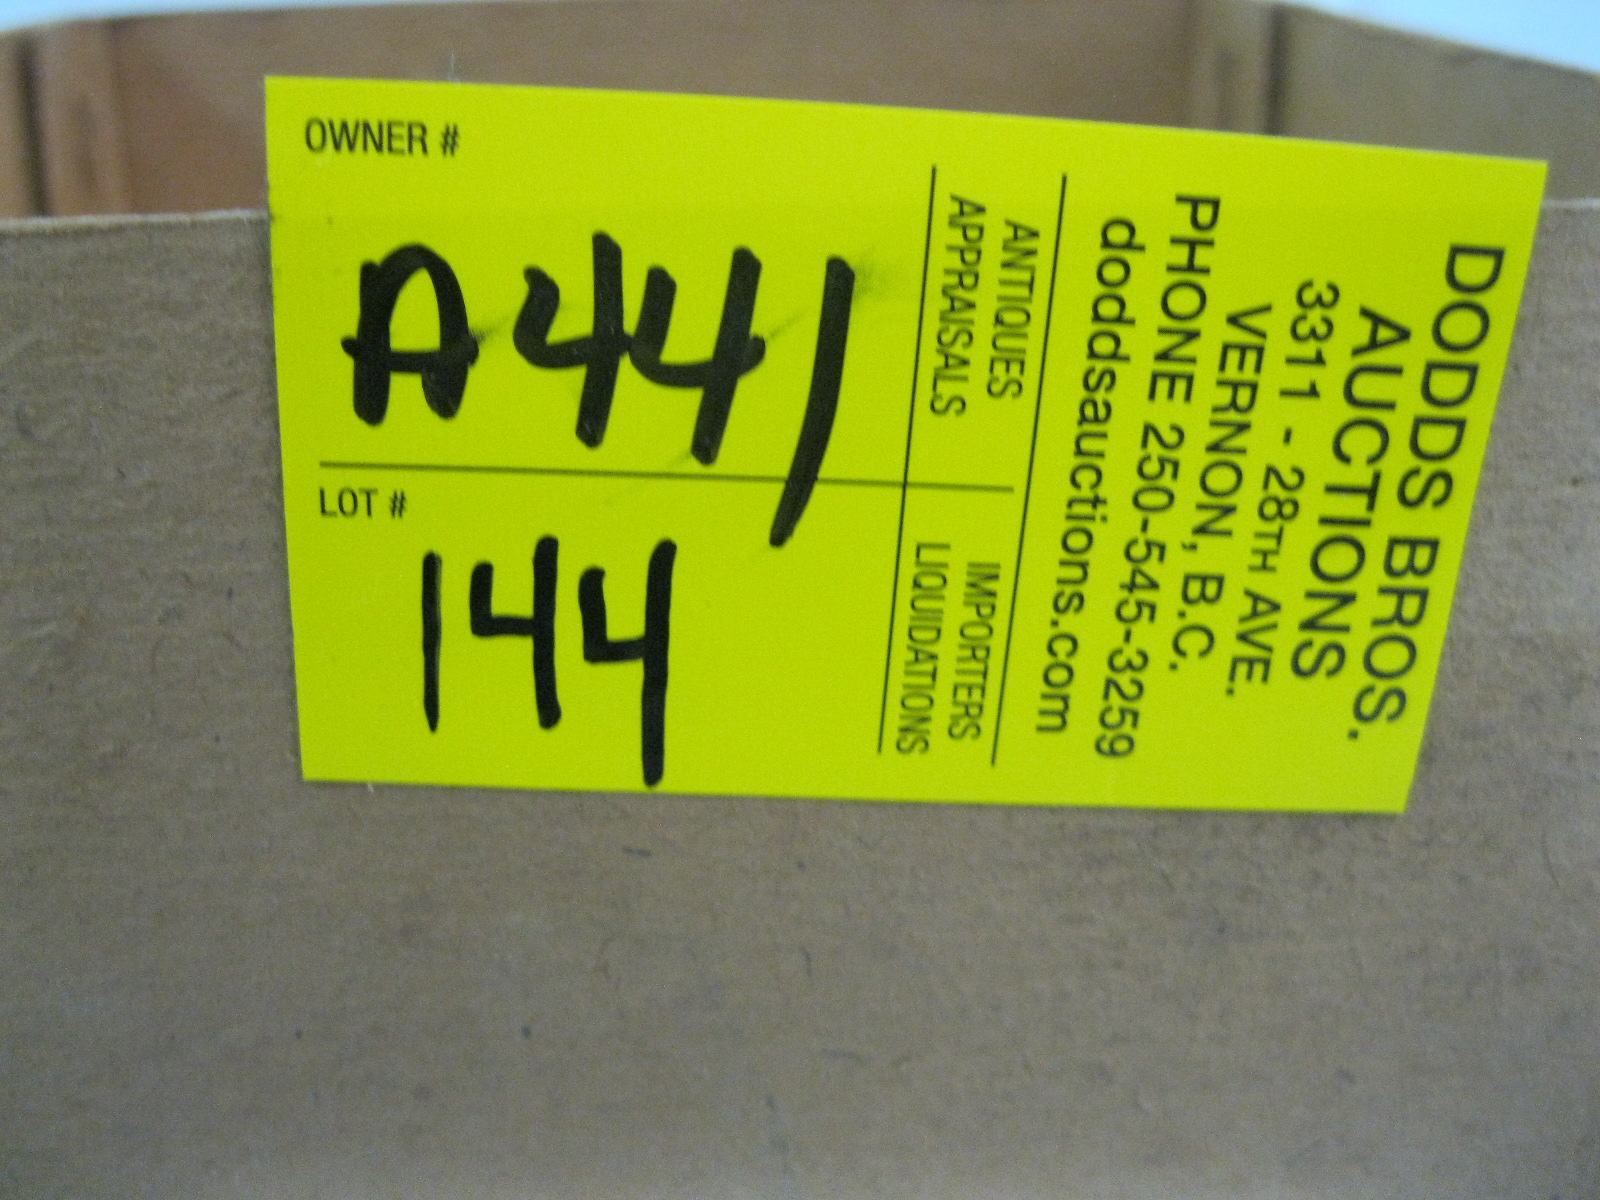 OWNER #
A441
LOT #
144
ANTIQUES
APPRAISALS
IMPORTERS
LIQUIDATIONS
DODDS BROS.
AUCTIONS
3311 - 28TH AVE.
VERNON, B.C.
PHONE 250-545-3259
doddsauctions.com